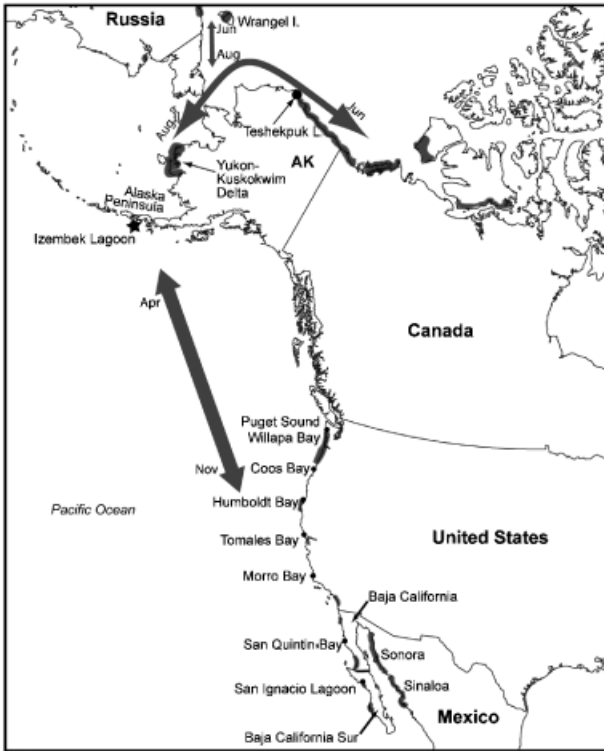 Russia
Wrangel I.
Jun
Aug
Aug
Jun
Teshekpuk L
AK
Yukon-
Kuskokwim
Delta
Alaska
Peninsula
Izembek Lagoon
Apr
Canada
Puget Sound
Willapa Bay
Nov
Coos Bay
Pacific Ocean
Humboldt Bay
Tomales Bay
United States
Morro Bay
Baja California
San Quintin Bay
Sonora
San Ignacio Lagoon
Sinaloa
Mexico
Baja California Sur